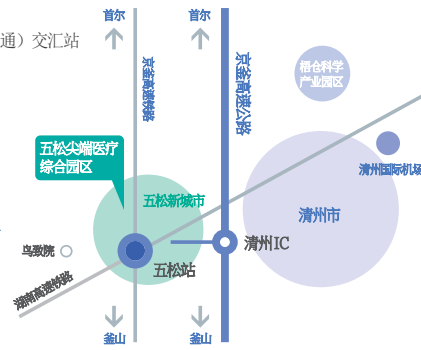 首尔
首尔
通）交汇站
京釜高速铁路
京釜高速公路
梧仓科学
产业园区
五松尖端医疗
综合园区
清州国际机场
五松新城市
清州市
乌致院
五松站
清州IC
湖南高速铁路
釜山
釜山